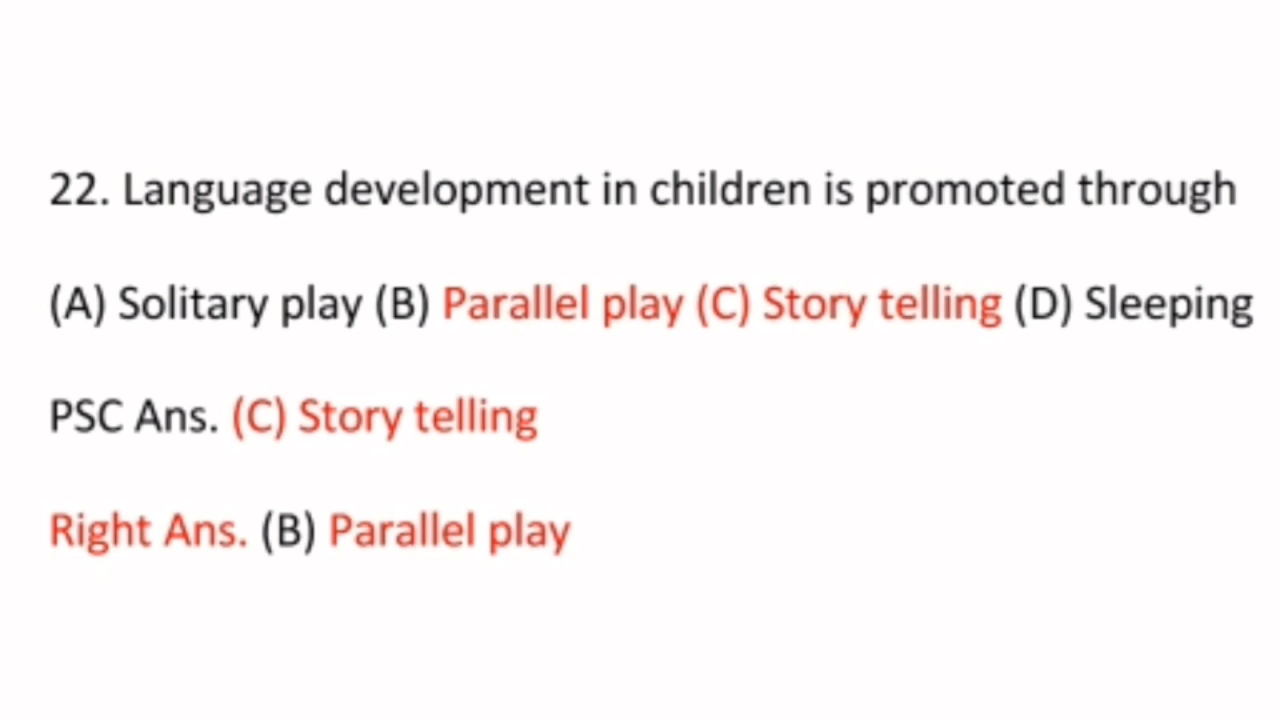 22. Language development in children is promoted through
(A) Solitary play (B) Parallel play (C) Story telling (D) Sleeping
PSC Ans. (C) Story telling
Right Ans. (B) Parallel play